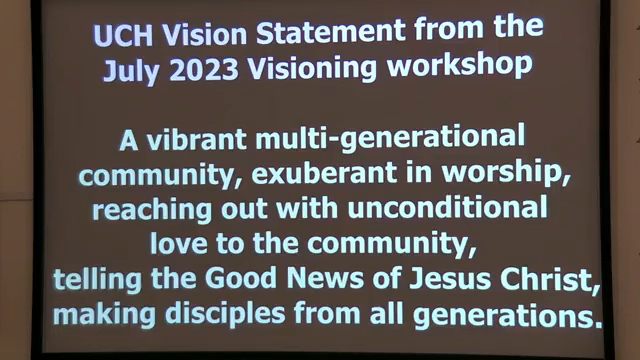 UCH Vision Statement from the
July 2023 Visioning workshop
A vibrant multi-generational
community, exuberant in worship,
reaching out with unconditional
love to the community,
telling the Good News of Jesus Christ,
making disciples from all generations.